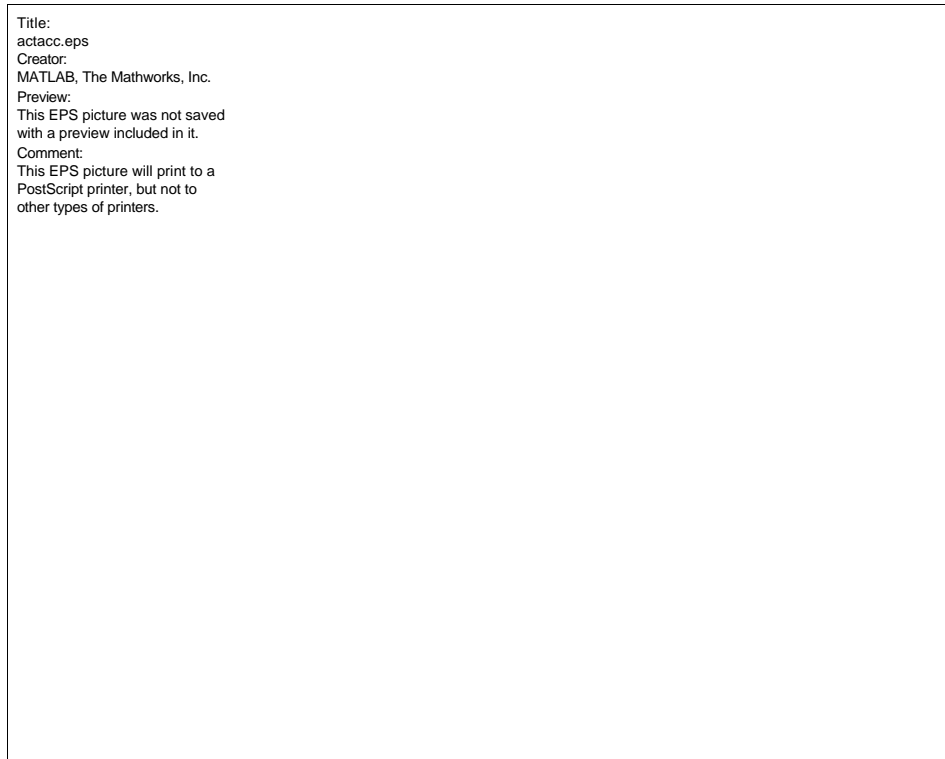 Title:
actacc.eps
Creator:
MATLAB, The Mathworks, Inc.
Preview:
This EPS picture was not saved
with a preview included in it.
Comment:
This EPS picture will print to a
PostScript printer, but not to
other types of printers.